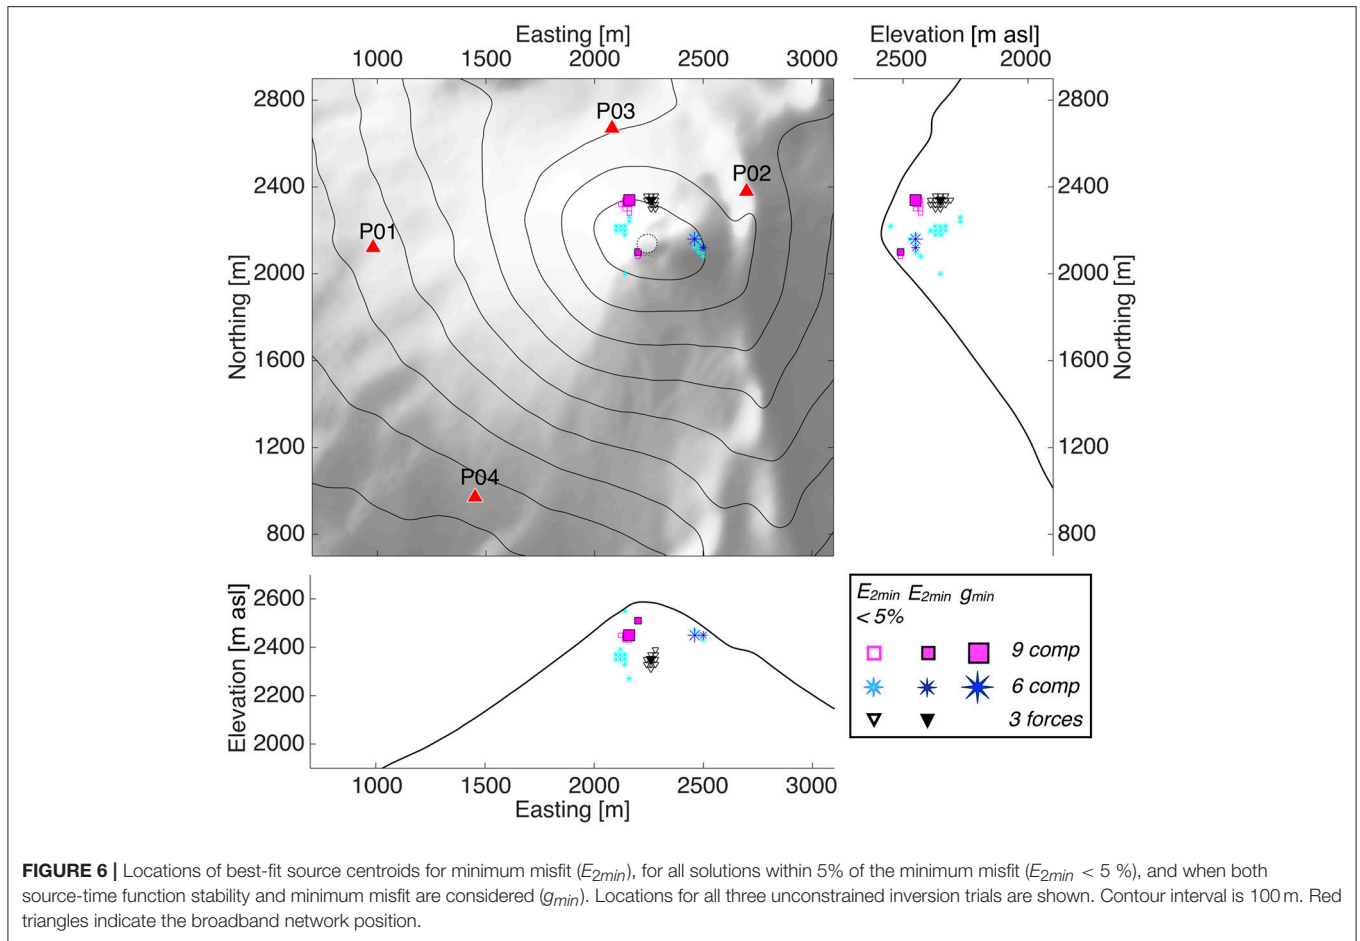 Easting [m]
1000 1500 2000 2500 3000
Elevation [m asl]
2500 2000
2800
2400
2000
1600
1200
800
Northing [m]
P03
P02
P01
P04
2800
2400
2000
1600
1200
800
Northing [m]
2600
2400
2200
2000
Elevation [m asl]
1000 1500 2000 2500 3000
Easting [m]
E2min E2min gmin
<5%
9 comp
6 comp
3 forces
FIGURE 6 | Locations of best-fit source centroids for minimum misfit (E2min), for all solutions within 5% of the minimum misfit (E2min < 5 %), and when both
source-time function stability and minimum misfit are considered (gmin). Locations for all three unconstrained inversion trials are shown. Contour interval is 100 m. Red
triangles indicate the broadband network position.